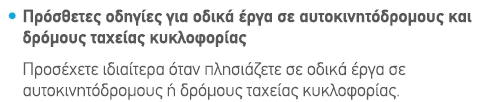 • Πρόσθετες οδηγίες για οδικά έργα σε αυτοκινητόδρομους και
δρόμους ταχείας κυκλοφορίας
Προσέχετε ιδιαίτερα όταν πλησιάζετε σε οδικά έργα σε
αυτοκινητόδρομους ή δρόμους ταχείας κυκλοφορίας.